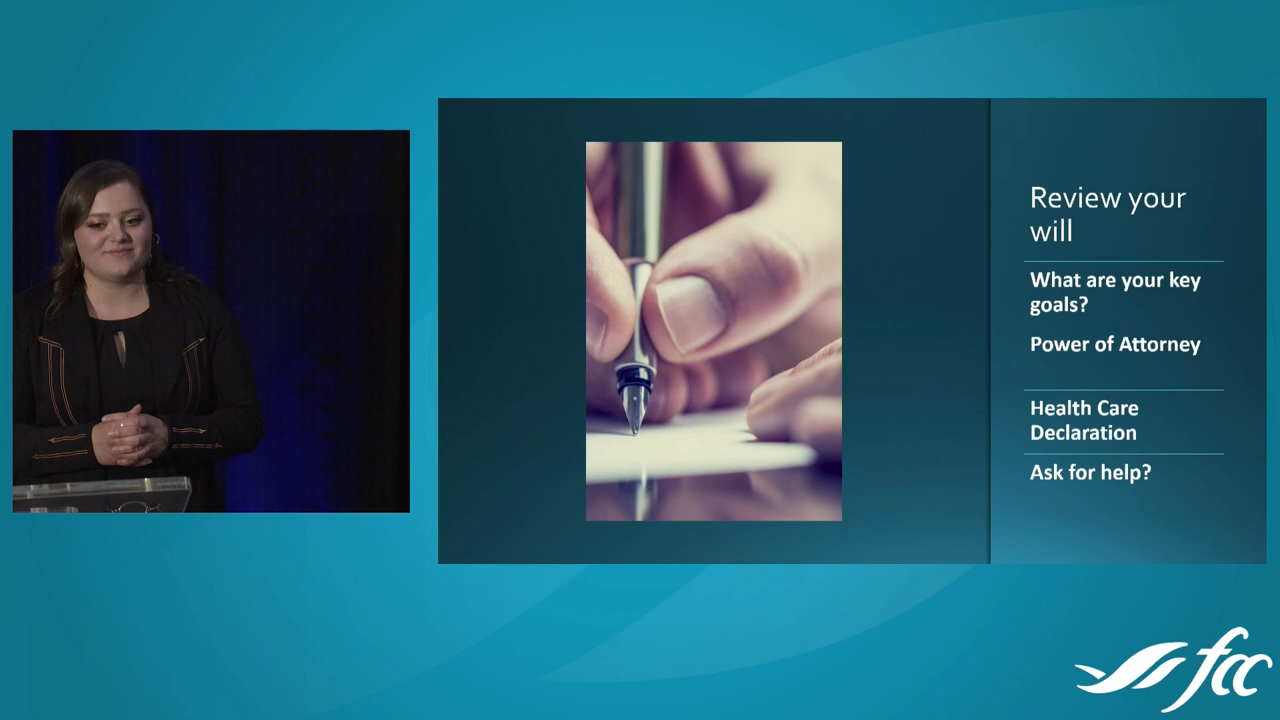 Review your
will
What are your key
goals?
Power of Attorney
Health Care
Declaration
Ask for help?
fcc